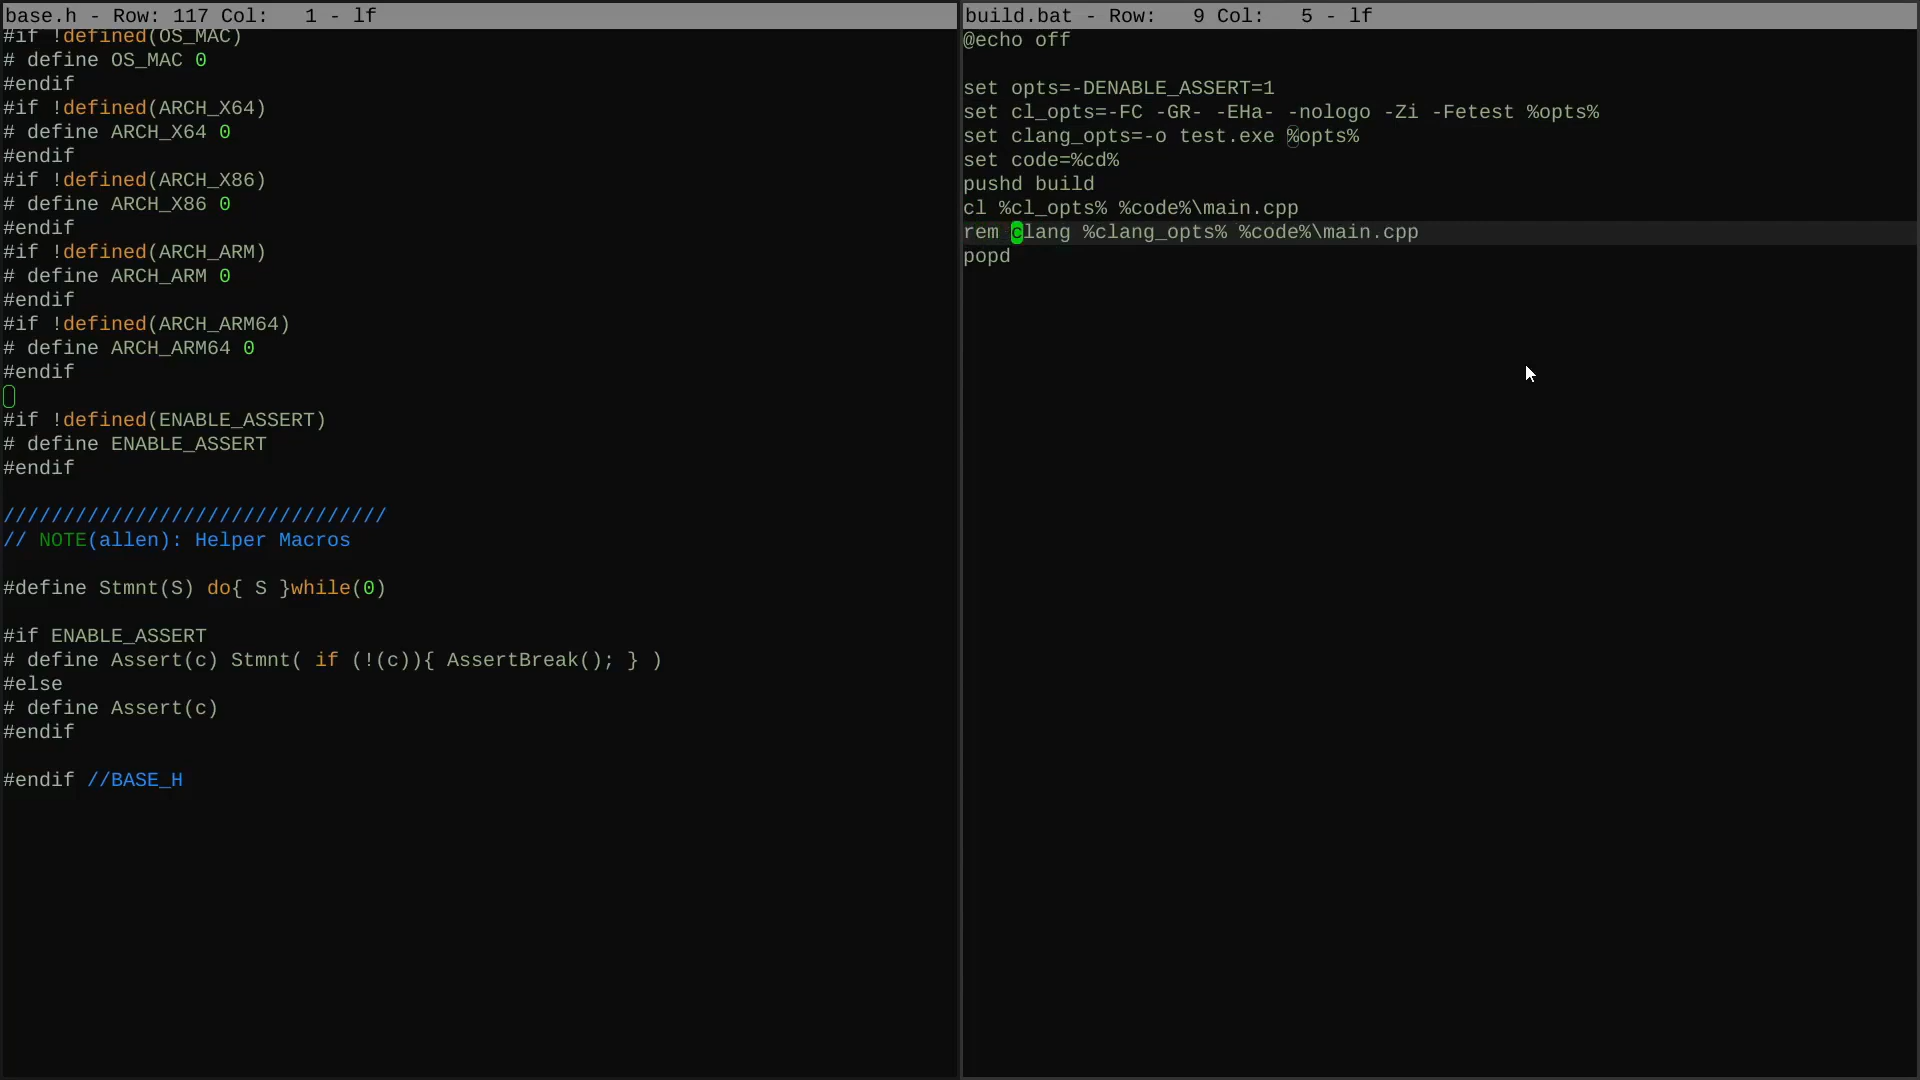 base.h - Row: 117 Col:   1 - lf
#if !defined(OS_MAC)
# define OS_MAC 0
#endif
#if !defined(ARCH_X64)
# define ARCH_X64 0
#endif
#if !defined(ARCH_X86)
# define ARCH_X86 0
#endif
#if !defined(ARCH_ARM)
# define ARCH_ARM 0
#endif
#if !defined(ARCH_ARM64)
# define ARCH_ARM64 0
#endif
#if !defined(ENABLE_ASSERT)
# define ENABLE_ASSERT
#endif
////////////////////////////////
// NOTE(allen): Helper Macros
#define Stmnt(S) do{ S }while(0)
#if ENABLE_ASSERT
# define Assert(c) Stmnt( if (!(c)){ AssertBreak(); } )
#else
# define Assert(c)
#endif
#endif //BASE_H
build.bat - Row:   9 Col:   5 - lf
@echo off
set opts=-DENABLE_ASSERT=1
set cl_opts=-FC -GR- -EHa- -nologo -Zi -Fetest %opts%
set clang_opts=-o test.exe %opts%
set code=%cd%
pushd build
cl %cl_opts% %code%\main.cpp
rem clang %clang_opts% %code%\main.cpp
popd